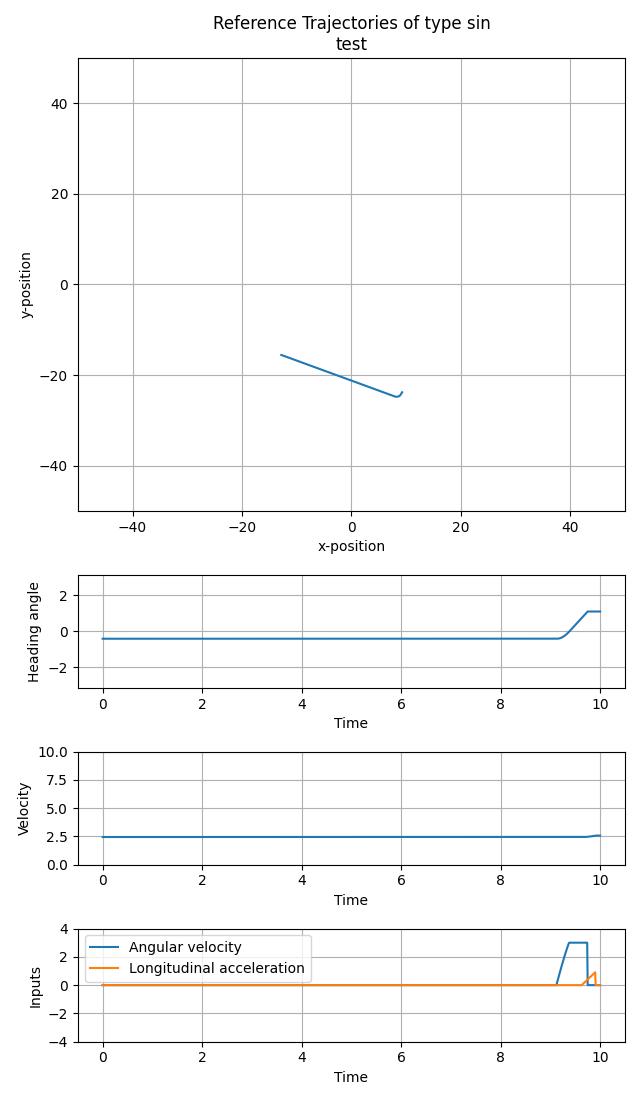 Reference Trajectories of type sin
test
40
20
0
−20
−40
y-position
−40 −20 0 20 40
x-position
2
0
−2
Heading angle
0 2 4 6 8 10
Time
10.0
7.5
5.0
2.5
0.0
Velocity
0 2 4 6 8 10
Time
4
2
0
−2
−4
Inputs
Angular velocity
Longitudinal acceleration
0 2 4 6 8 10
Time